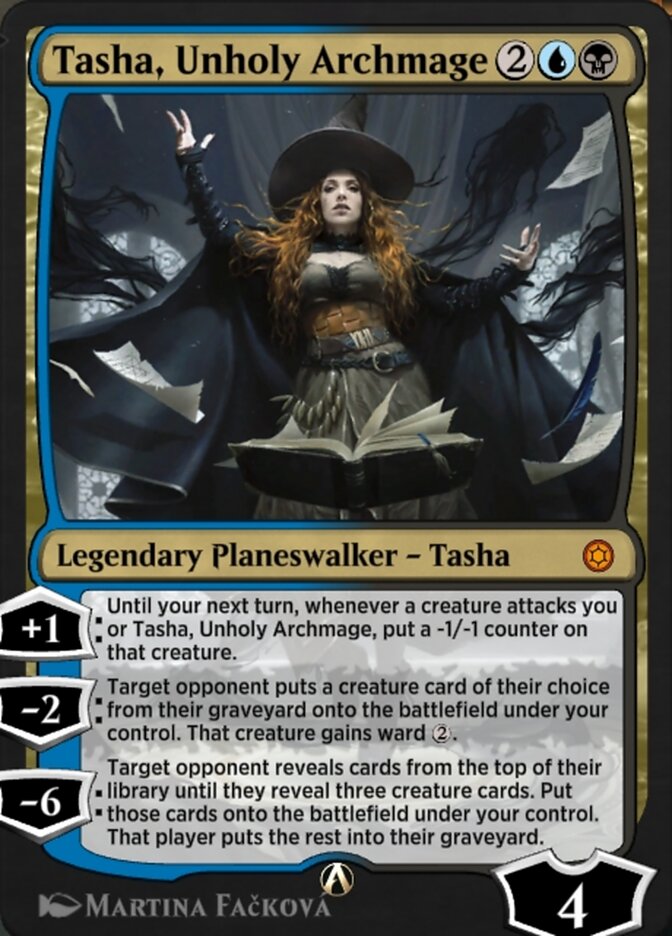 Tasha, Unholy Archmage 2
Legendary Planeswalker – Tasha
+1
Until your next turn, whenever a creature attacks you
or Tasha, Unholy Archmage, put a -1/-1 counter on
that creature.
–2
Target opponent puts a creature card of their choice
from their graveyard onto the battlefield under your
control. That creature gains ward 2.
–6
Target opponent reveals cards from the top of their
library until they reveal three creature cards. Put
those cards onto the battlefield under your control.
That player puts the rest into their graveyard.
Martina Fačková
4